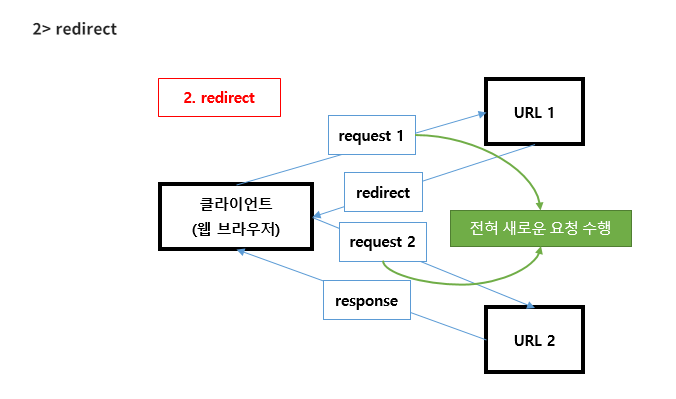 2> redirect
2. redirect
URL 1
request 1
redirect
클라이언트
(웹 브라우저)
전혀 새로운 요청 수행
request 2
response
URL 2